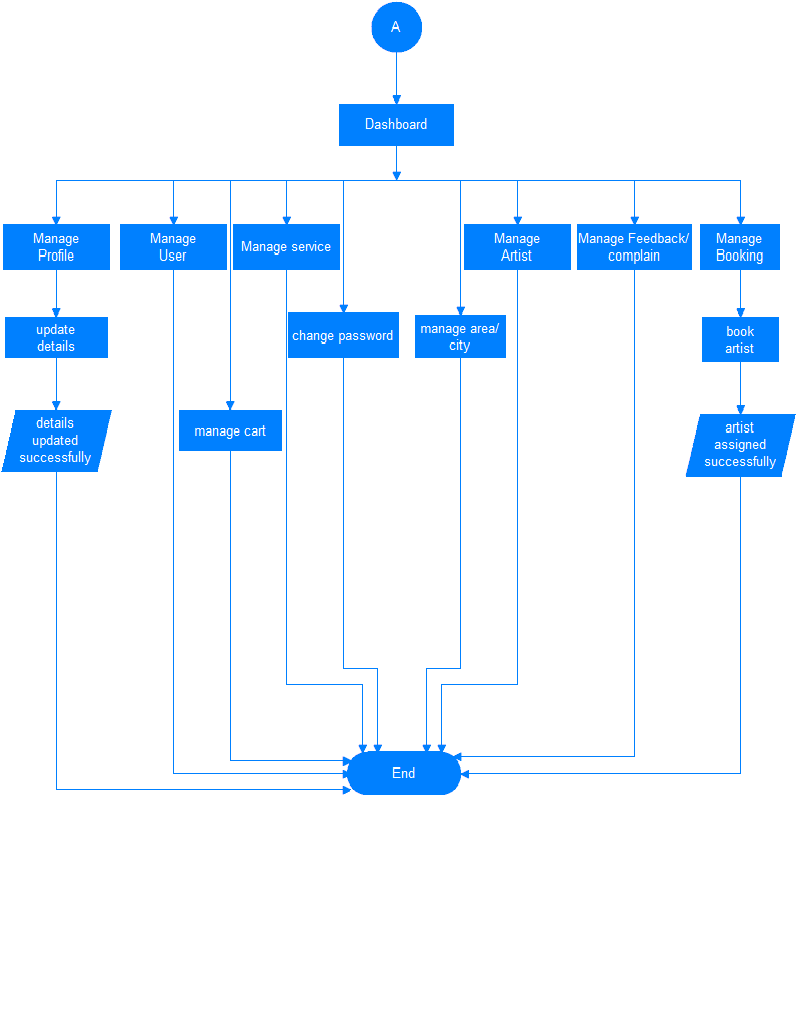 A
Dashboard
Manage
Profile
Manage
User
Manage service
Manage
Artist
Manage Feedback/
complain
Manage
Booking
update
details
change password
manage area/
city
book
artist
details
updated
successfully
manage cart
artist
assigned
successfully
End